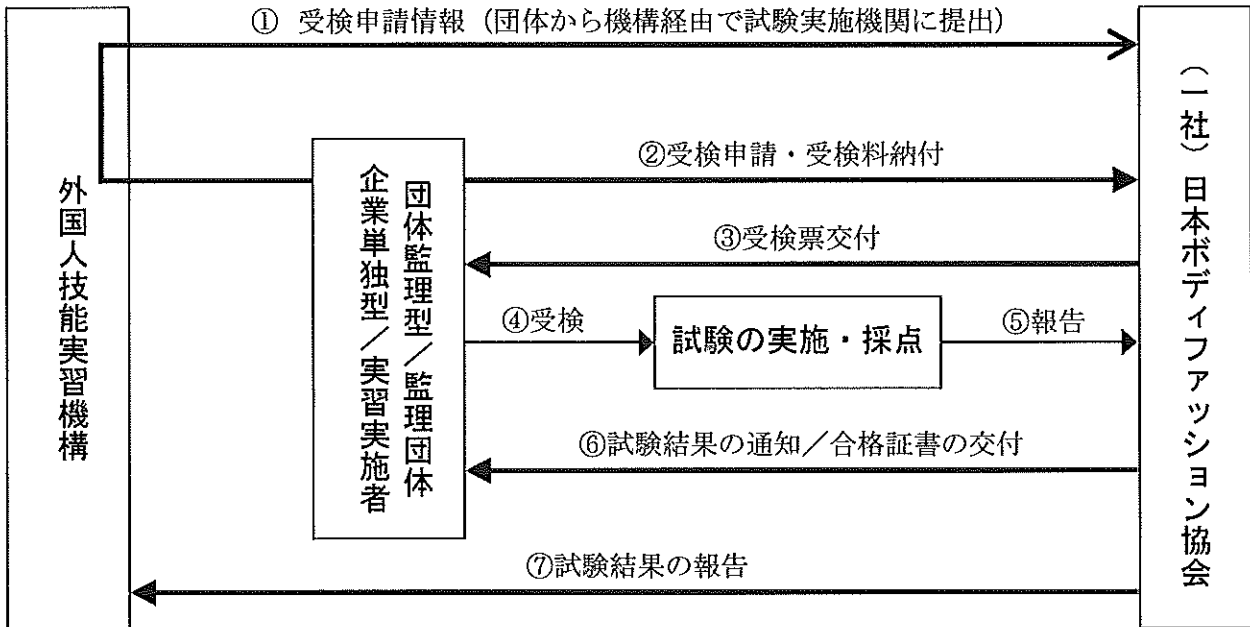 ① 受検申請情報（団体から機構経由で試験実施機関に提出）
外国人技能実習機構
団体監理型／監理団体
企業単独型／実習実施者
②受検申請・受検料納付
③受検票交付
④受検
試験の実施・採点
⑤報告
⑥試験結果の通知／合格証書の交付
⑦試験結果の報告
（一社）日本ボディファッション協会